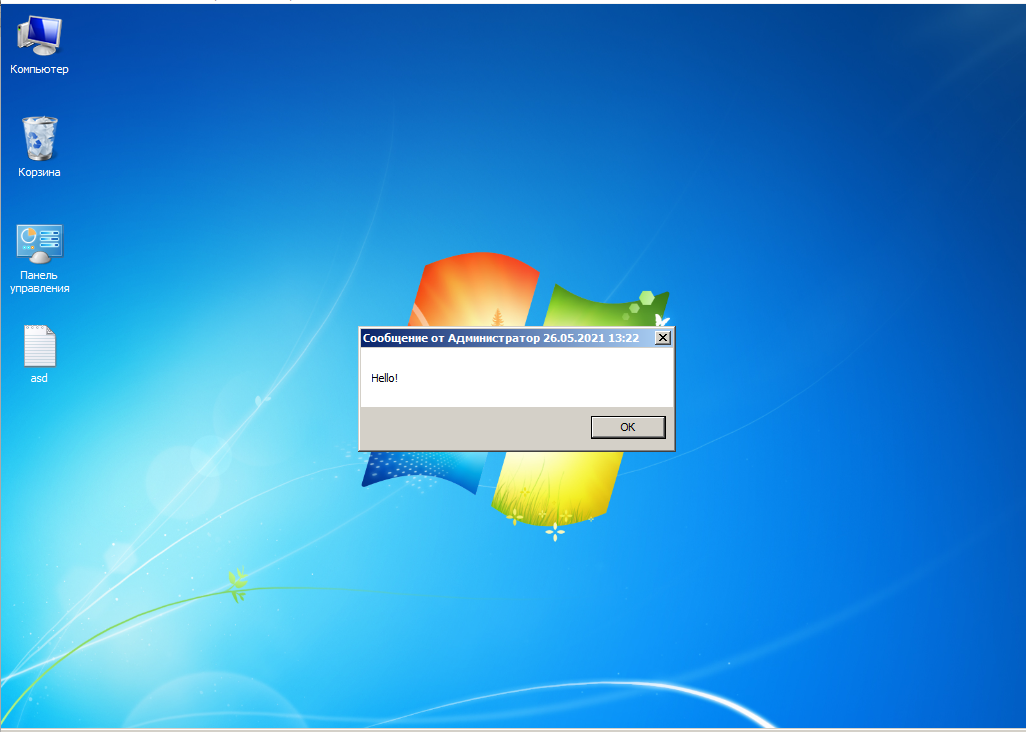 Компьютер
Корзина
Панель
управления
asd
Сообщение от Администратор 26.05.2021 13:22
Hello!
OK